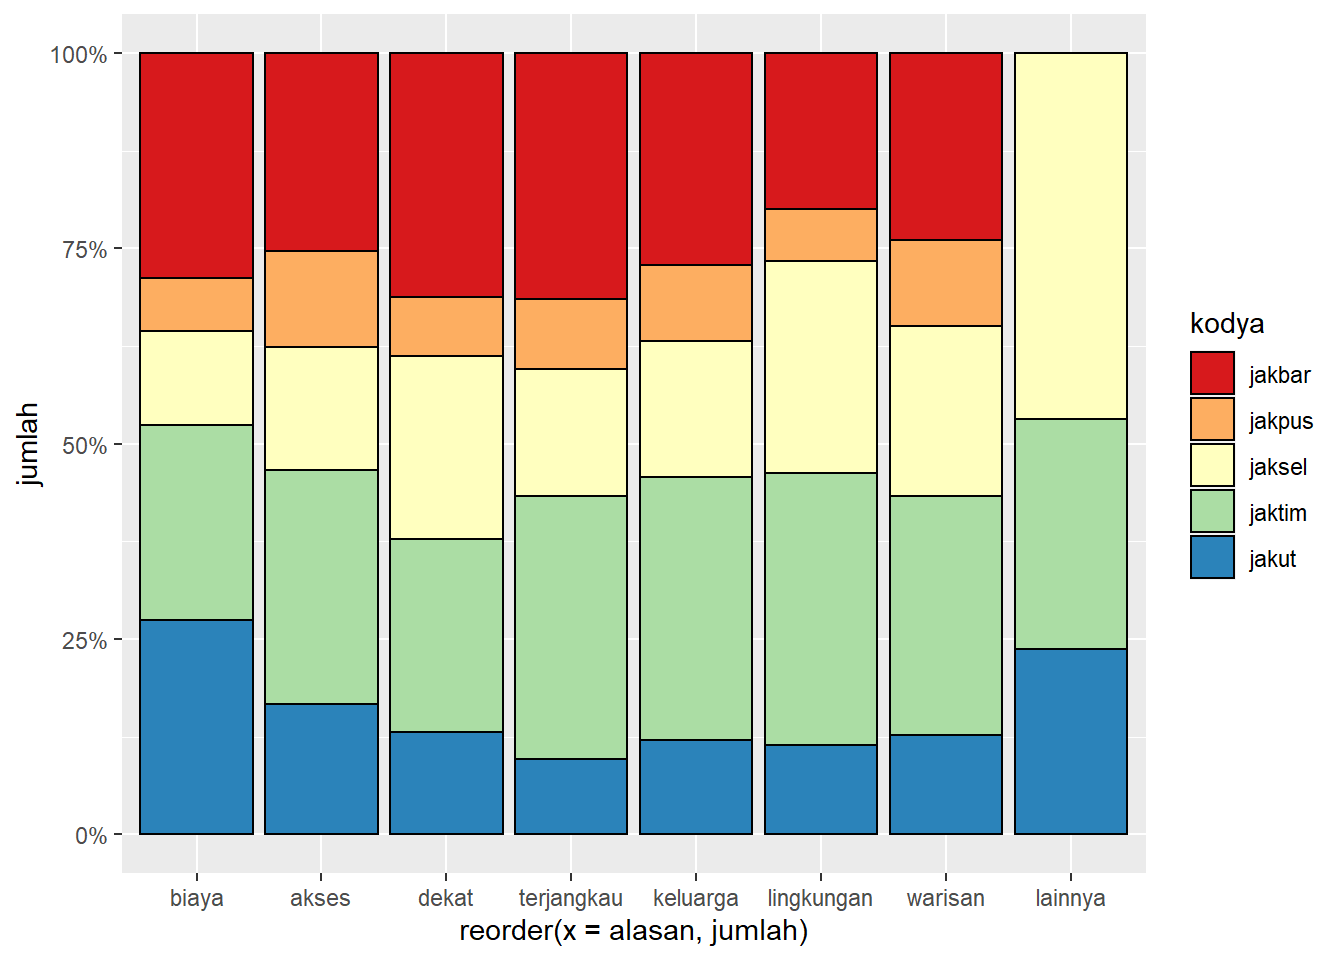 100%
75%
50%
25%
0%
jumlah
biaya akses dekat terjangkau keluarga lingkungan warisan lainnya
reorder(x = alasan, jumlah)
kodya
jakbar
jakpus
jaksel
jaktim
jakut